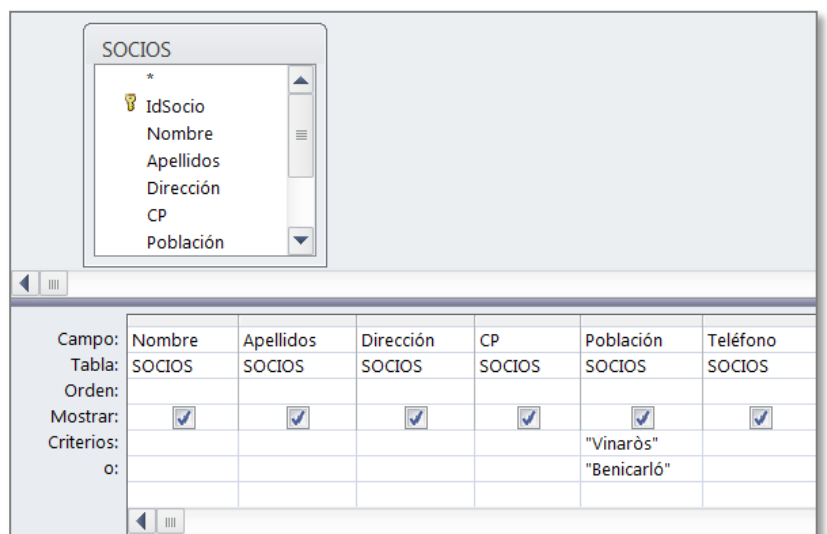 SOCIOS
*
IdSocio
Nombre
Apellidos
Dirección
CP
Población
Campo: Nombre Apellidos Dirección CP Población Teléfono
Tabla: SOCIOS SOCIOS SOCIOS SOCIOS SOCIOS SOCIOS
Orden:
Mostrar:
Criterios: "Vinaròs"
o: "Benicarló"